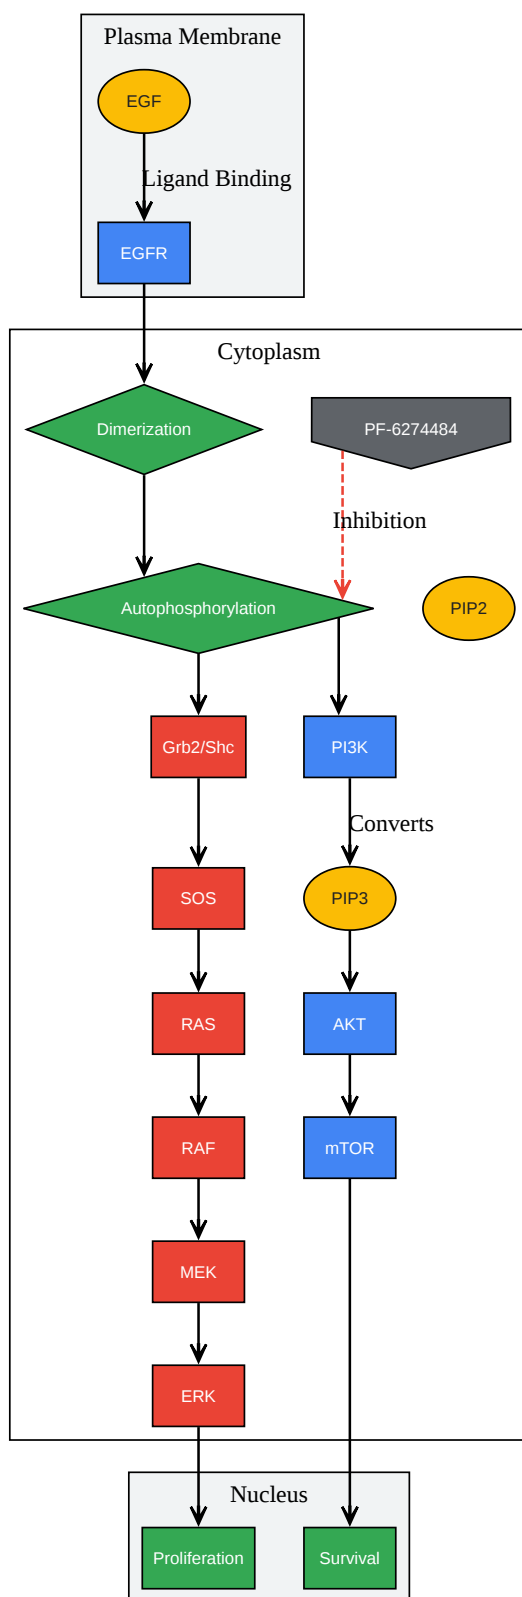 Plasma Membrane
EGF
Ligand Binding
EGFR
Cytoplasm
Dimerization
PF-6274484
Inhibition
Autophosphorylation
PIP2
Grb2/Shc
PI3K
Converts
SOS
PIP3
RAS
AKT
RAF
mTOR
MEK
ERK
Nucleus
Proliferation
Survival